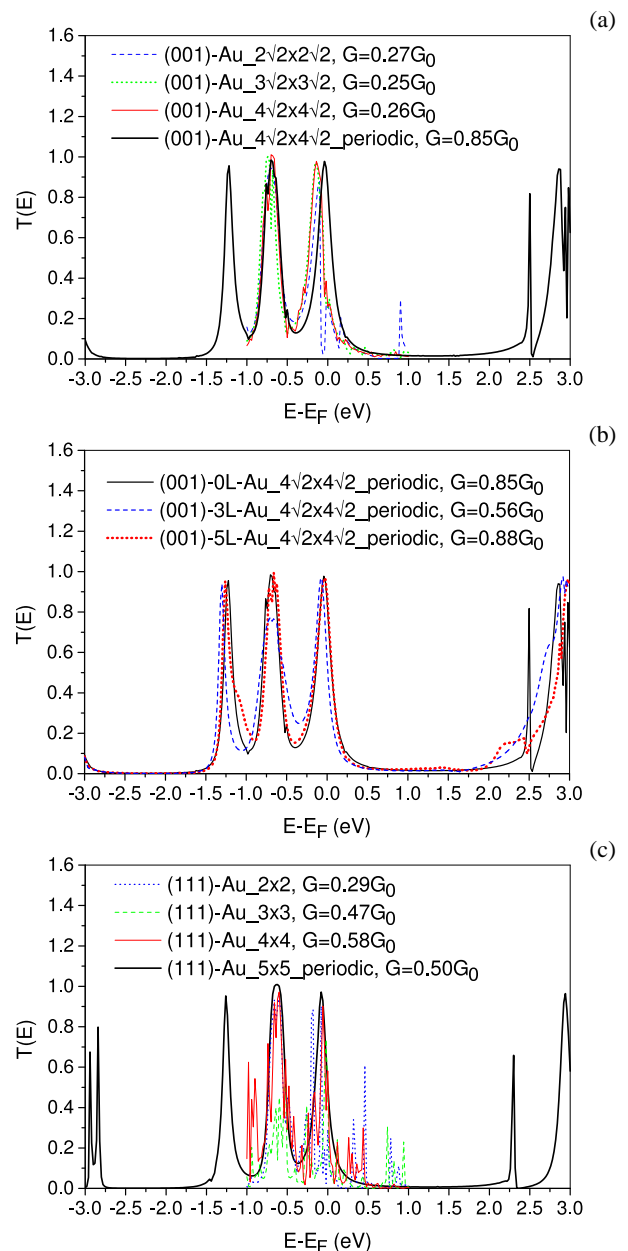 (a)
1.6
1.4
1.2
1.0
0.8
0.6
0.4
0.2
0.0
T(E)
(001)-Au_2√2x2√2, G=0.27G0
(001)-Au_3√2x3√2, G=0.25G0
(001)-Au_4√2x4√2, G=0.26G0
(001)-Au_4√2x4√2_periodic, G=0.85G0
-3.0 -2.5 -2.0 -1.5 -1.0 -0.5 0.0 0.5 1.0 1.5 2.0 2.5 3.0
E-EF (eV)
(b)
1.6
1.4
1.2
1.0
0.8
0.6
0.4
0.2
0.0
T(E)
(001)-0L-Au_4√2x4√2_periodic, G=0.85G0
(001)-3L-Au_4√2x4√2_periodic, G=0.56G0
(001)-5L-Au_4√2x4√2_periodic, G=0.88G0
-3.0 -2.5 -2.0 -1.5 -1.0 -0.5 0.0 0.5 1.0 1.5 2.0 2.5 3.0
E-EF (eV)
(c)
1.6
1.4
1.2
1.0
0.8
0.6
0.4
0.2
0.0
T(E)
(111)-Au_2x2, G=0.29G0
(111)-Au_3x3, G=0.47G0
(111)-Au_4x4, G=0.58G0
(111)-Au_5x5_periodic, G=0.50G0
-3.0 -2.5 -2.0 -1.5 -1.0 -0.5 0.0 0.5 1.0 1.5 2.0 2.5 3.0
E-EF (eV)